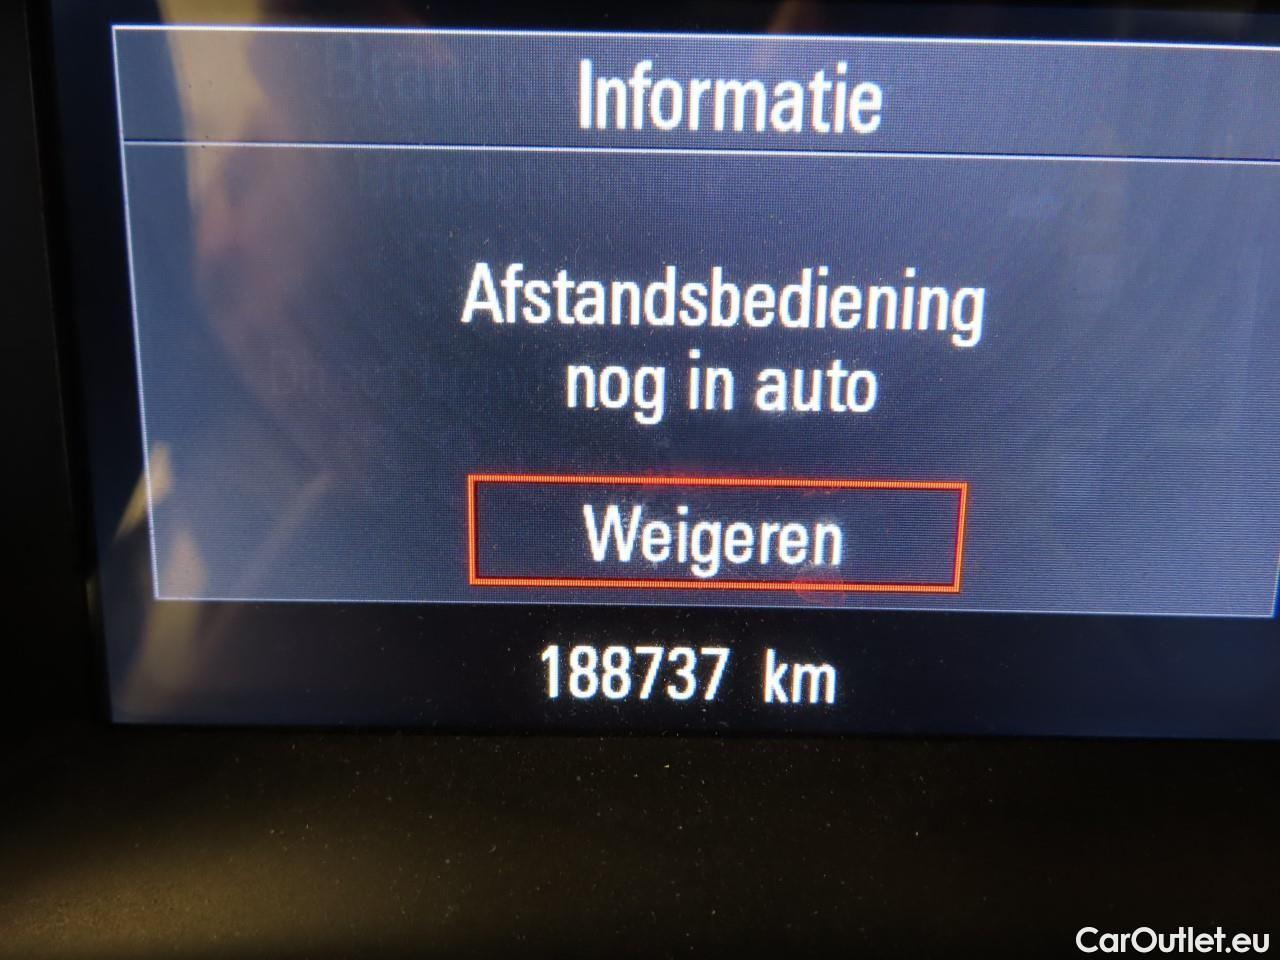 Informatie
Afstandsbediening
nog in auto
Weigeren
188737 km
CarOutlet.eu